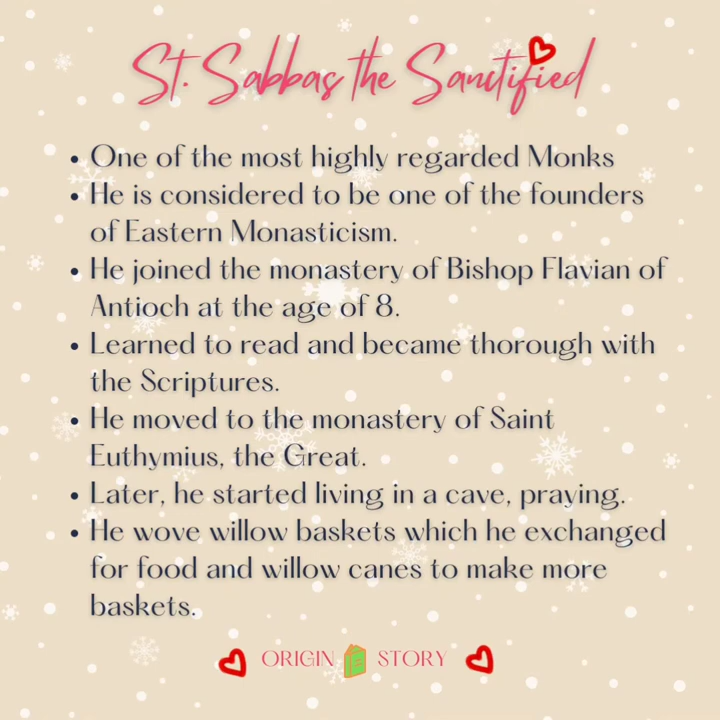 St. Sabbas the Sanctified
• One of the most highly regarded Monks
• He is considered to be one of the founders
of Eastern Monasticism.
• He joined the monastery of Bishop Flavian of
Antioch at the age of 8.
• Learned to read and became thorough with
the Scriptures.
• He moved to the monastery of Saint
Euthymius, the Great.
• Later, he started living in a cave, praying.
• He wove willow baskets which he exchanged
for food and willow canes to make more
baskets.
ORIGIN STORY